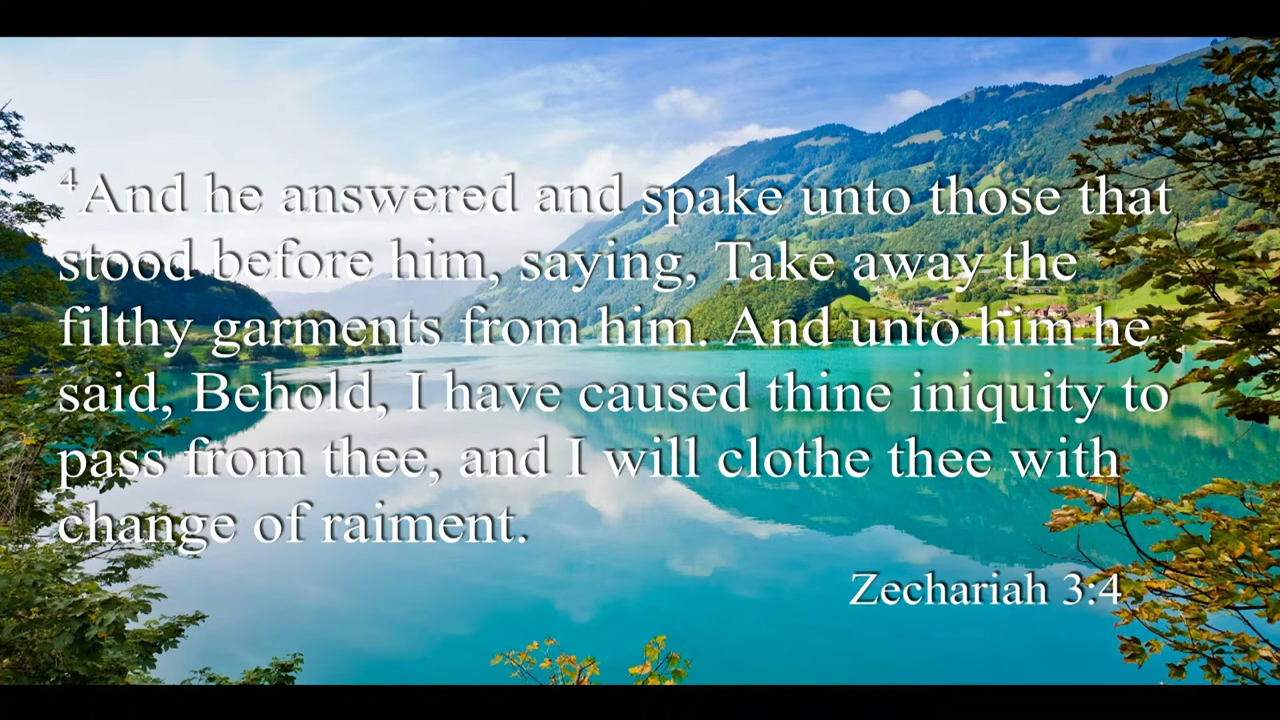 ⁴And he answered and spake unto those that
stood before him, saying, Take away the
filthy garments from him. And unto him he
said, Behold, I have caused thine iniquity to
pass from thee, and I will clothe thee with
change of raiment.
Zechariah 3:4